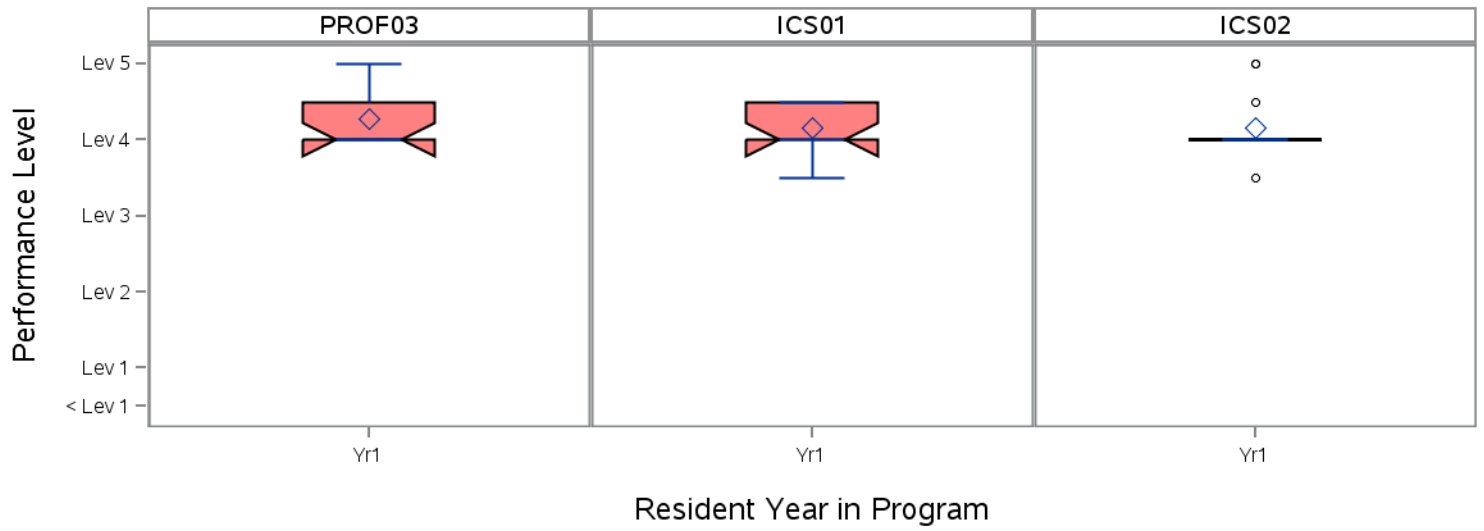 PROF03 ICS01 ICS02
Performance Level
Lev 5
Lev 4
Lev 3
Lev 2
Lev 1
< Lev 1
Yr1 Yr1 Yr1
Resident Year in Program